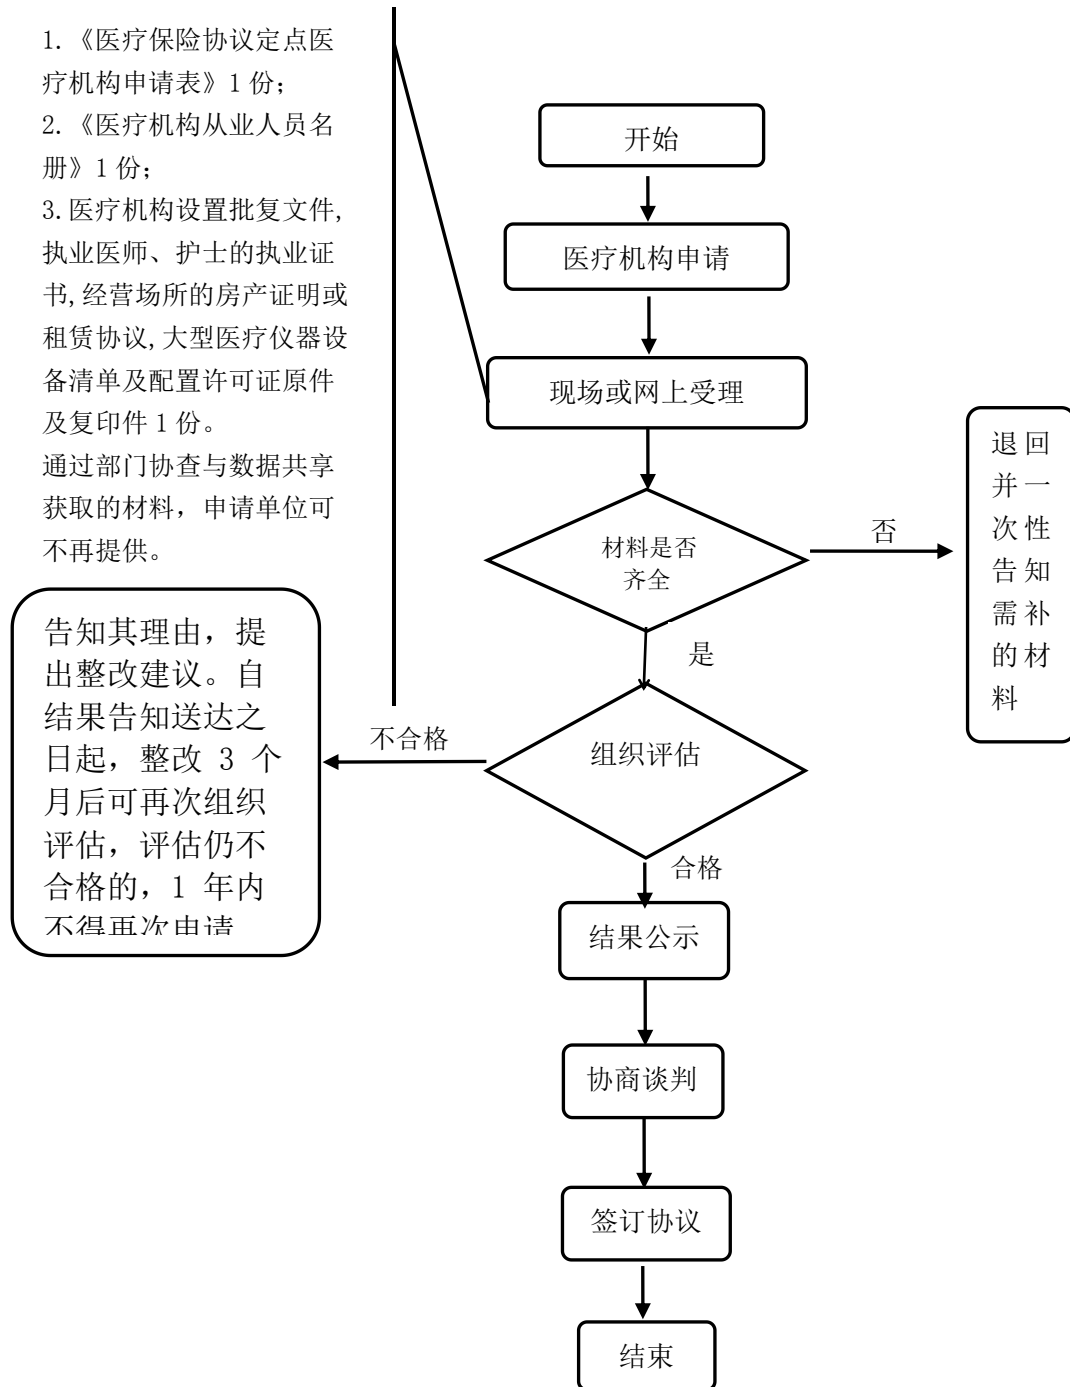 1. 《医疗保险协议定点医
疗机构申请表》1 份；
2. 《医疗机构从业人员名
册》1 份；
3.医疗机构设置批复文件,
执业医师、护士的执业证
书,经营场所的房产证明或
租赁协议,大型医疗仪器设
备清单及配置许可证原件
及复印件 1 份。
通过部门协查与数据共享
获取的材料，申请单位可
不再提供。
开始
医疗机构申请
现场或网上受理
材料是否
齐全
否
退回
并一
次性
告知
需补
的材
料
是
组织评估
不合格
告知其理由，提
出整改建议。自
结果告知送达之
日起，整改 3 个
月后可再次组织
评估，评估仍不
合格的，1 年内
不得再次申请
合格
结果公示
协商谈判
签订协议
结束